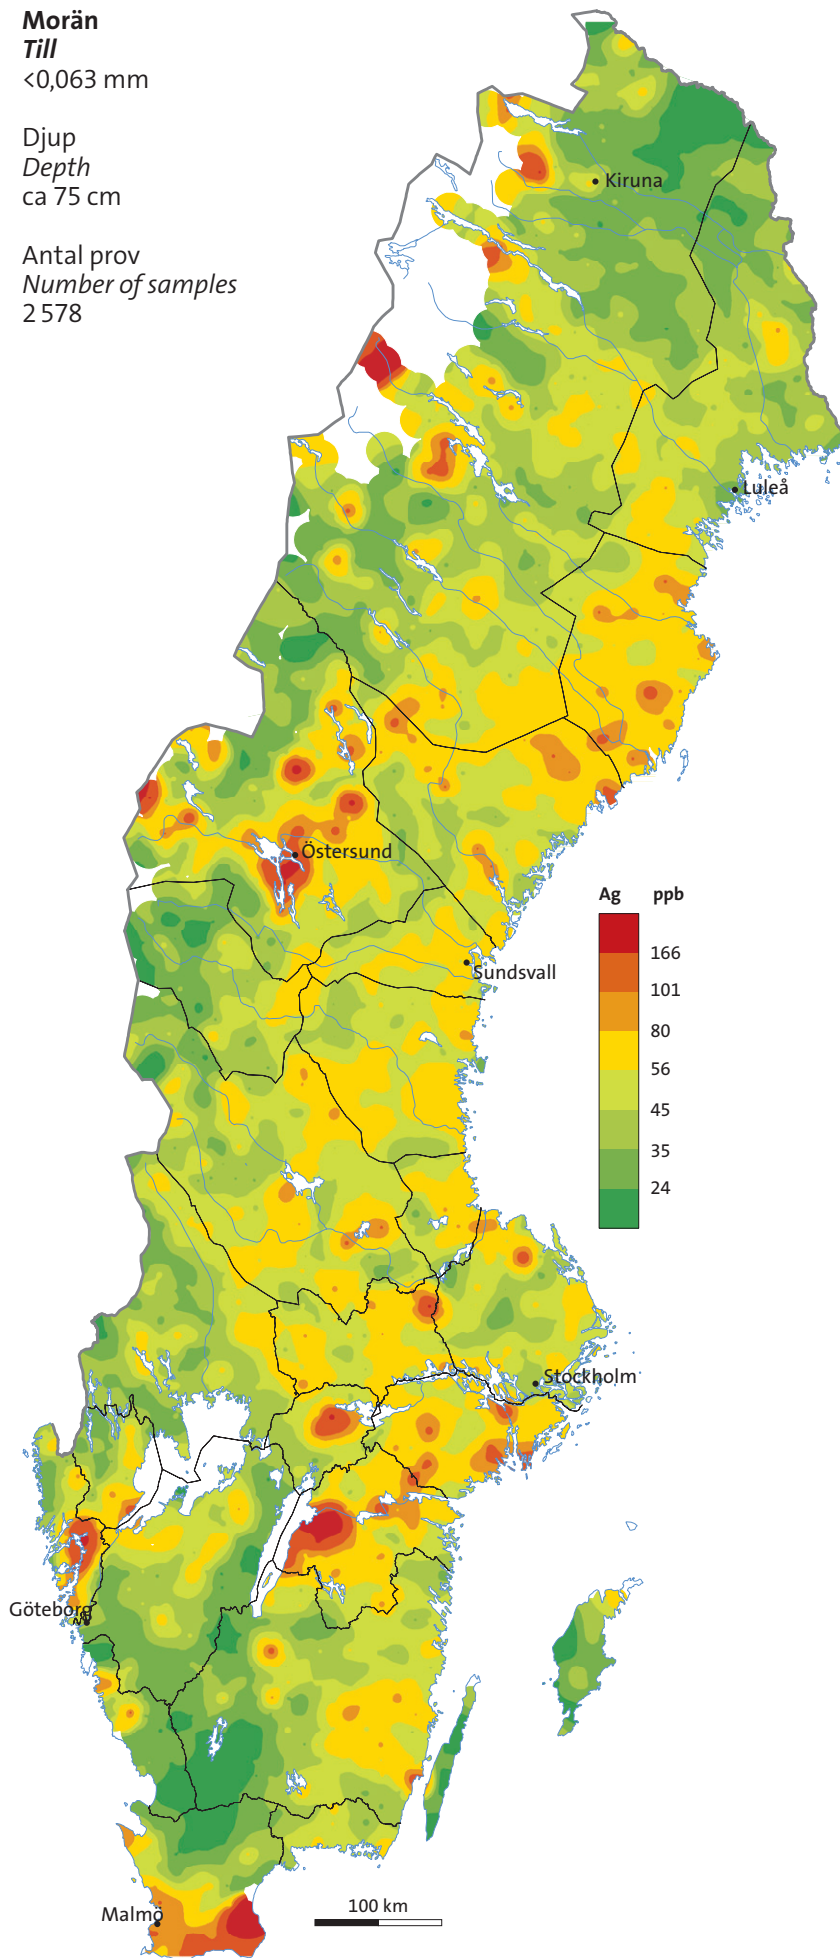 Morän
Till
<0,063 mm
Djup
Depth
ca 75 cm
Antal prov
Number of samples
2 578
Kiruna
Luleå
Östersund
Sundsvall
Ag ppb
166
101
80
56
45
35
24
Stockholm
Göteborg
Malmö
100 km